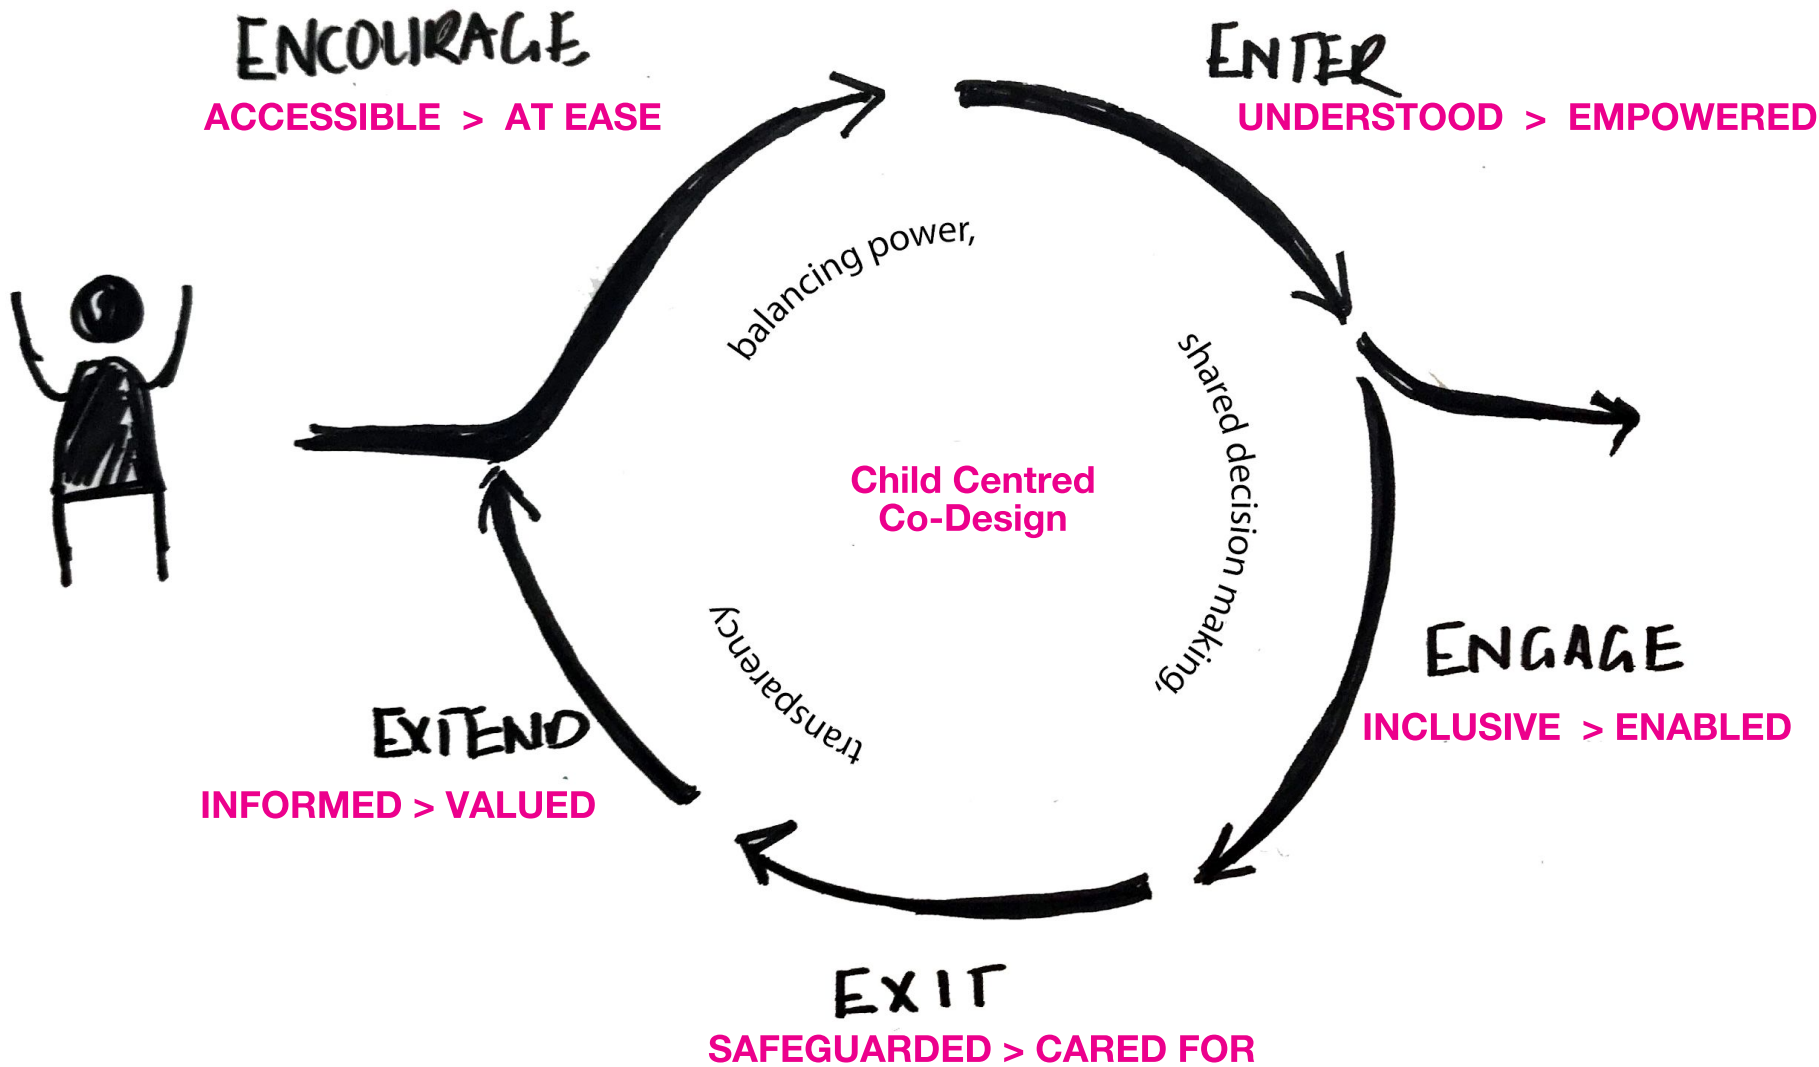 ENCOURAGE
ACCESSIBLE > AT EASE
ENTER
UNDERSTOOD > EMPOWERED
balancing power,
shared decision making,
transparency
Child Centred
Co-Design
ENGAGE
INCLUSIVE > ENABLED
EXTEND
INFORMED > VALUED
EXIT
SAFEGUARDED > CARED FOR